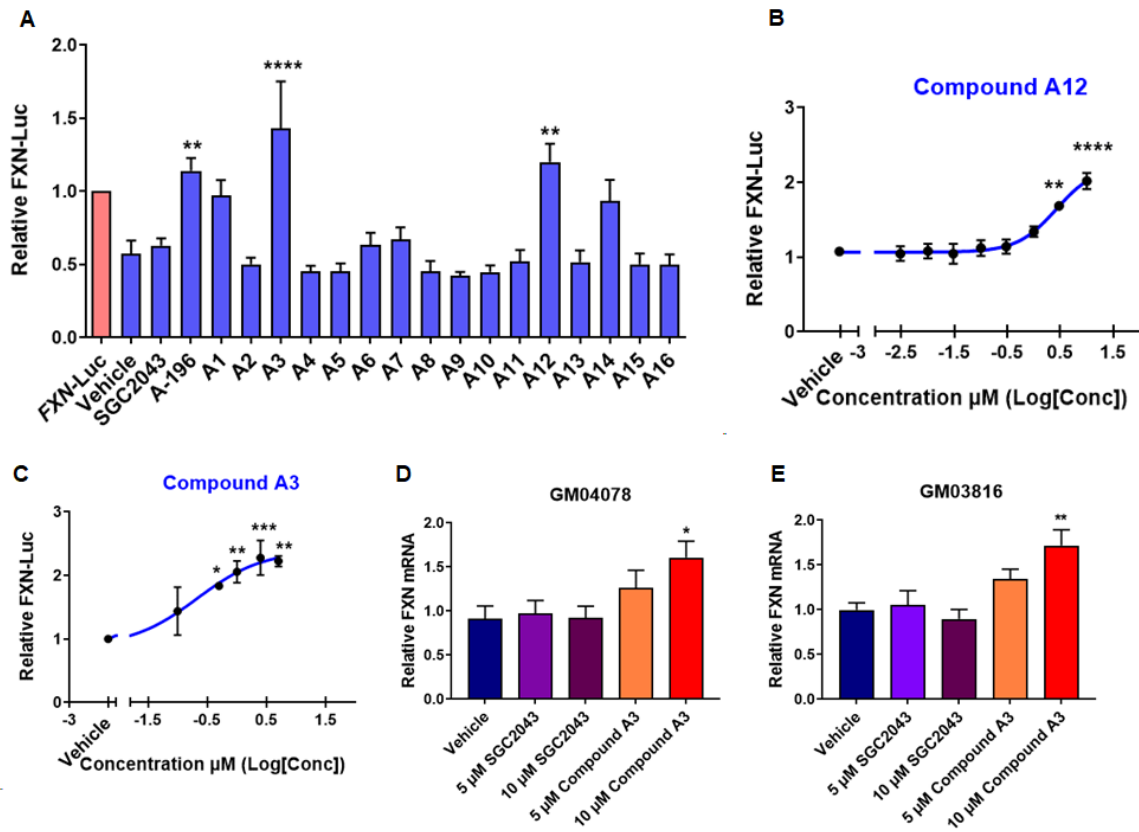 A
Relative FXN-Luc
2.0
1.5
1.0
0.5
0.0
**
****
**
FXN-Luc
Vehicle
SGC2043
A-196
A1
A2
A3
A4
A5
A6
A7
A8
A9
A10
A11
A12
A13
A14
A15
A16
B
Compound A12
Relative FXN-Luc
3
2
1
0
**
****
Vehicle
-3
-2.5
-1.5
-0.5
0.5
1.5
Concentration µM (Log[Conc])
C
Compound A3
Relative FXN-Luc
3
2
1
0
*
**
***
**
-3
Vehicle
-1.5
-0.5
0.5
1.5
Concentration µM (Log[Conc])
D
GM04078
Relative FXN mRNA
2.0
1.5
1.0
0.5
0.0
*
Vehicle
5 µM SGC2043
10 µM SGC2043
5 µM Compound A3
10 µM Compound A3
E
GM03816
Relative FXN mRNA
2.0
1.5
1.0
0.5
0.0
**
Vehicle
5 µM SGC2043
10 µM SGC2043
5 µM Compound A3
10 µM Compound A3